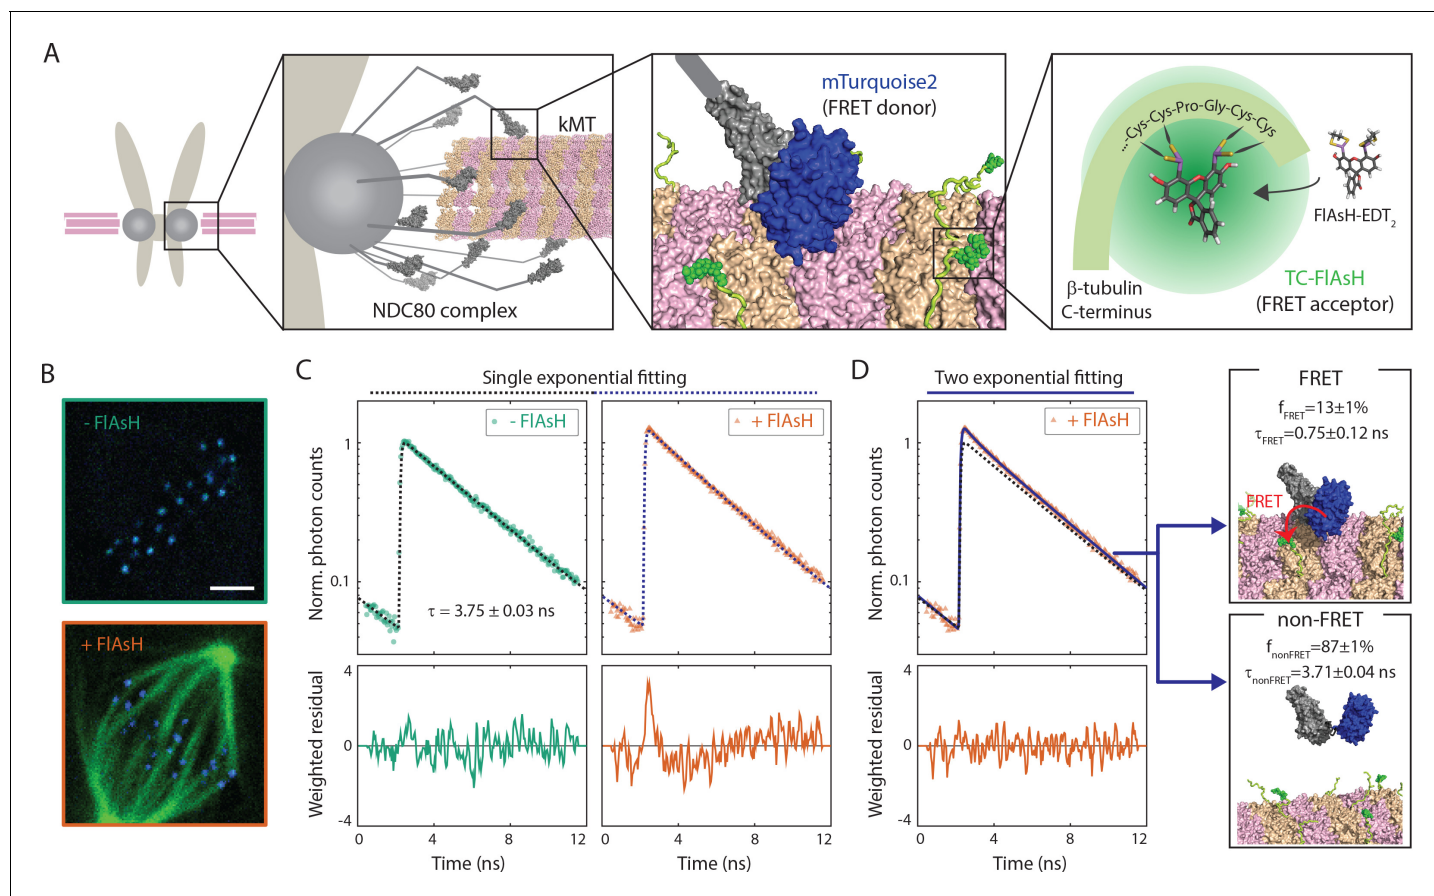 A
kMT
NDC80 complex
mTurquoise2
(FRET donor)
...-Cys-Cys-Pro-Gly-Cys-Cys
FlAsH-EDT2
TC-FlAsH
(FRET acceptor)
β-tubulin
C-terminus
B
- FlAsH
+ FlAsH
C
Single exponential fitting
- FlAsH
+ FlAsH
Norm. photon counts
1
0.1
τ = 3.75 ± 0.03 ns
Weighted residual
4
0
-4
0
4
8
12
4
8
12
Time (ns)
Time (ns)
D
Two exponential fitting
+ FlAsH
Norm. photon counts
1
0.1
Weighted residual
4
0
-4
0
4
8
12
Time (ns)
FRET
fFRET=13±1%
τFRET=0.75±0.12 ns
FRET
non-FRET
fnonFRET=87±1%
τnonFRET=3.71±0.04 ns